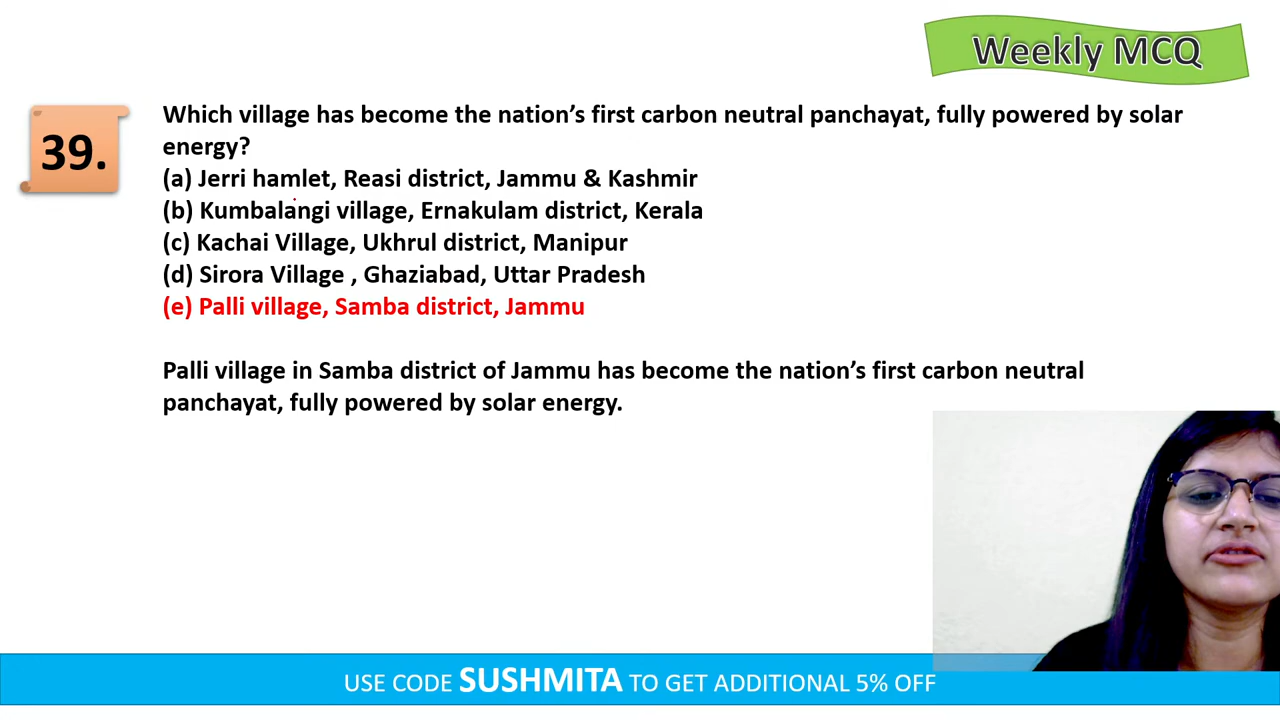 Weekly MCQ
39.
Which village has become the nation’s first carbon neutral panchayat, fully powered by solar
energy?
(a) Jerri hamlet, Reasi district, Jammu & Kashmir
(b) Kumbalangi village, Ernakulam district, Kerala
(c) Kachai Village, Ukhrul district, Manipur
(d) Sirora Village , Ghaziabad, Uttar Pradesh
(e) Palli village, Samba district, Jammu
Palli village in Samba district of Jammu has become the nation’s first carbon neutral
panchayat, fully powered by solar energy.
USE CODE SUSHMITA TO GET ADDITIONAL 5% OFF